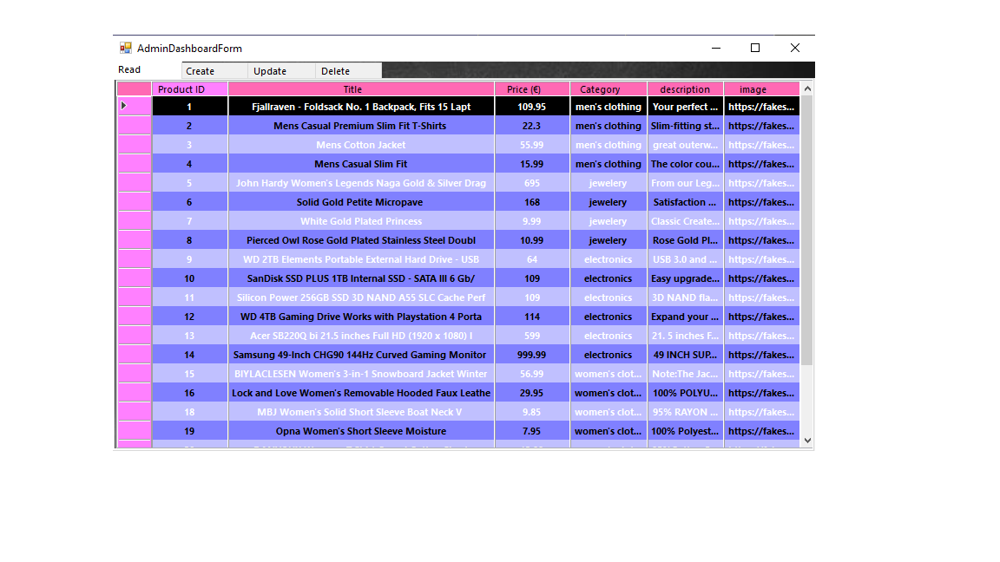 AdminDashboardForm
Read Create Update Delete
Product ID Title Price (€) Category description image
1 Fjallraven - Foldsack No. 1 Backpack, Fits 15 Lapt 109.95 men's clothing Your perfect ... https://fakes...
2 Mens Casual Premium Slim Fit T-Shirts 22.3 men's clothing Slim-fitting st... https://fakes...
3 Mens Cotton Jacket 55.99 men's clothing great outerw... https://fakes...
4 Mens Casual Slim Fit 15.99 men's clothing The color cou... https://fakes...
5 John Hardy Women's Legends Naga Gold & Silver Drag 695 jewelery From our Leg... https://fakes...
6 Solid Gold Petite Micropave 168 jewelery Satisfaction ... https://fakes...
7 White Gold Plated Princess 9.99 jewelery Classic Create... https://fakes...
8 Pierced Owl Rose Gold Plated Stainless Steel Doubl 10.99 jewelery Rose Gold Pl... https://fakes...
9 WD 2TB Elements Portable External Hard Drive - USB 64 electronics USB 3.0 and ... https://fakes...
10 SanDisk SSD PLUS 1TB Internal SSD - SATA III 6 Gb/ 109 electronics Easy upgrade... https://fakes...
11 Silicon Power 256GB SSD 3D NAND A55 SLC Cache Perf 109 electronics 3D NAND fla... https://fakes...
12 WD 4TB Gaming Drive Works with Playstation 4 Porta 114 electronics Expand your ... https://fakes...
13 Acer SB220Q bi 21.5 inches Full HD (1920 x 1080) I 599 electronics 21. 5 inches F... https://fakes...
14 Samsung 49-Inch CHG90 144Hz Curved Gaming Monitor 999.99 electronics 49 INCH SUP... https://fakes...
15 BIYLACLESEN Women's 3-in-1 Snowboard Jacket Winter 56.99 women's clot... Note:The Jac... https://fakes...
16 Lock and Love Women's Removable Hooded Faux Leathe 29.95 women's clot... 100% POLYU... https://fakes...
18 MBJ Women's Solid Short Sleeve Boat Neck V 9.85 women's clot... 95% RAYON ... https://fakes...
19 Opna Women's Short Sleeve Moisture 7.95 women's clot... 100% Polyest... https://fakes...